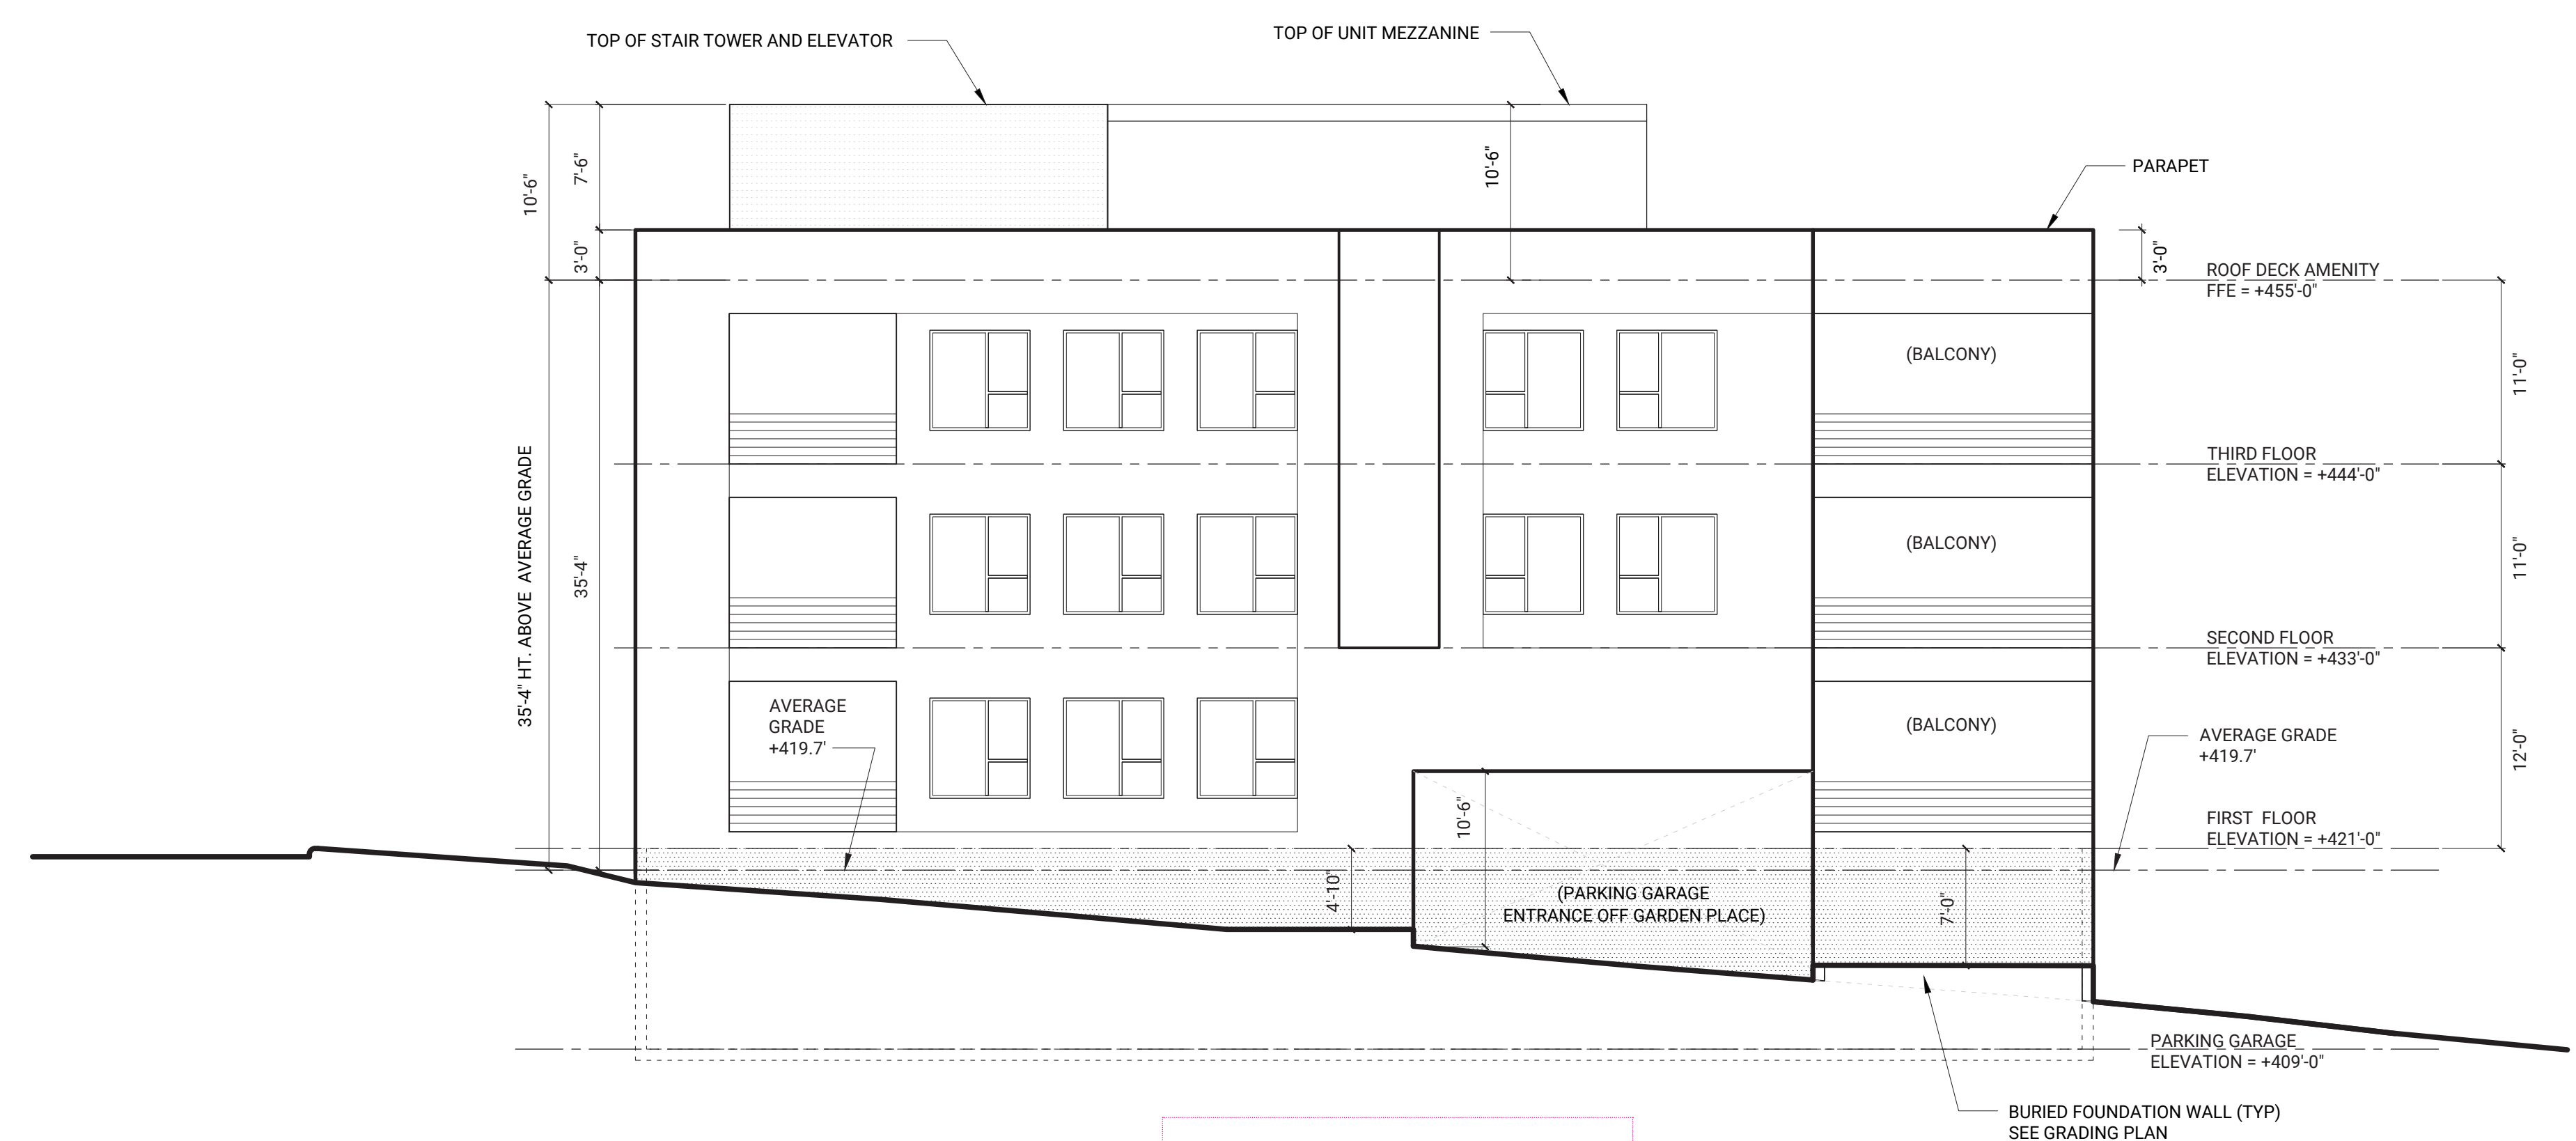 TOP OF STAIR TOWER AND ELEVATOR
TOP OF UNIT MEZZANINE
PARAPET
10'-6"
7'-6"
3'-0"
10'-6"
3'-0"
ROOF DECK AMENITY
FFE = +455'-0"
(BALCONY)
11'-0"
THIRD FLOOR
ELEVATION = +444'-0"
35'-4" HT. ABOVE AVERAGE GRADE
35'-4"
(BALCONY)
11'-0"
SECOND FLOOR
ELEVATION = +433'-0"
AVERAGE
GRADE
+419.7'
(BALCONY)
AVERAGE GRADE
+419.7'
12'-0"
10'-6"
FIRST FLOOR
ELEVATION = +421'-0"
4'-10"
(PARKING GARAGE
ENTRANCE OFF GARDEN PLACE)
7'-0"
PARKING GARAGE
ELEVATION = +409'-0"
BURIED FOUNDATION WALL (TYP)
SEE GRADING PLAN